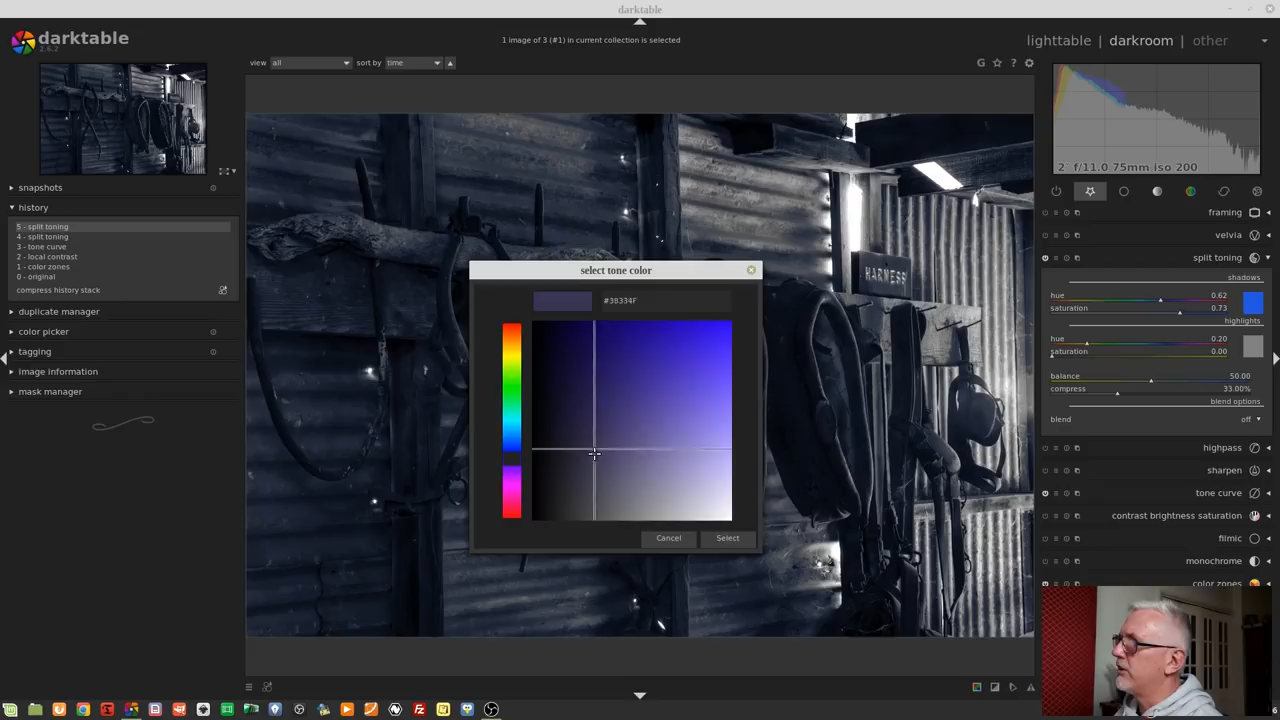 darktable
darktable
2.6.2
1 image of 3 (#1) in current collection is selected
lighttable | darkroom | other
view all sort by time
G ?
snapshots
history
5 - split toning
4 - split toning
3 - tone curve
2 - local contrast
1 - color zones
0 - original
compress history stack
duplicate manager
color picker
tagging
image information
mask manager
HARNESS
select tone color
#3B334F
Cancel
Select
2" f/11.0 75mm iso 200
framing
velvia
split toning
shadows
hue 0.62
saturation 0.73
highlights
hue 0.20
saturation 0.00
balance 50.00
compress 33.00%
blend options
blend off
highpass
sharpen
tone curve
contrast brightness saturation
filmic
monochrome
color zones